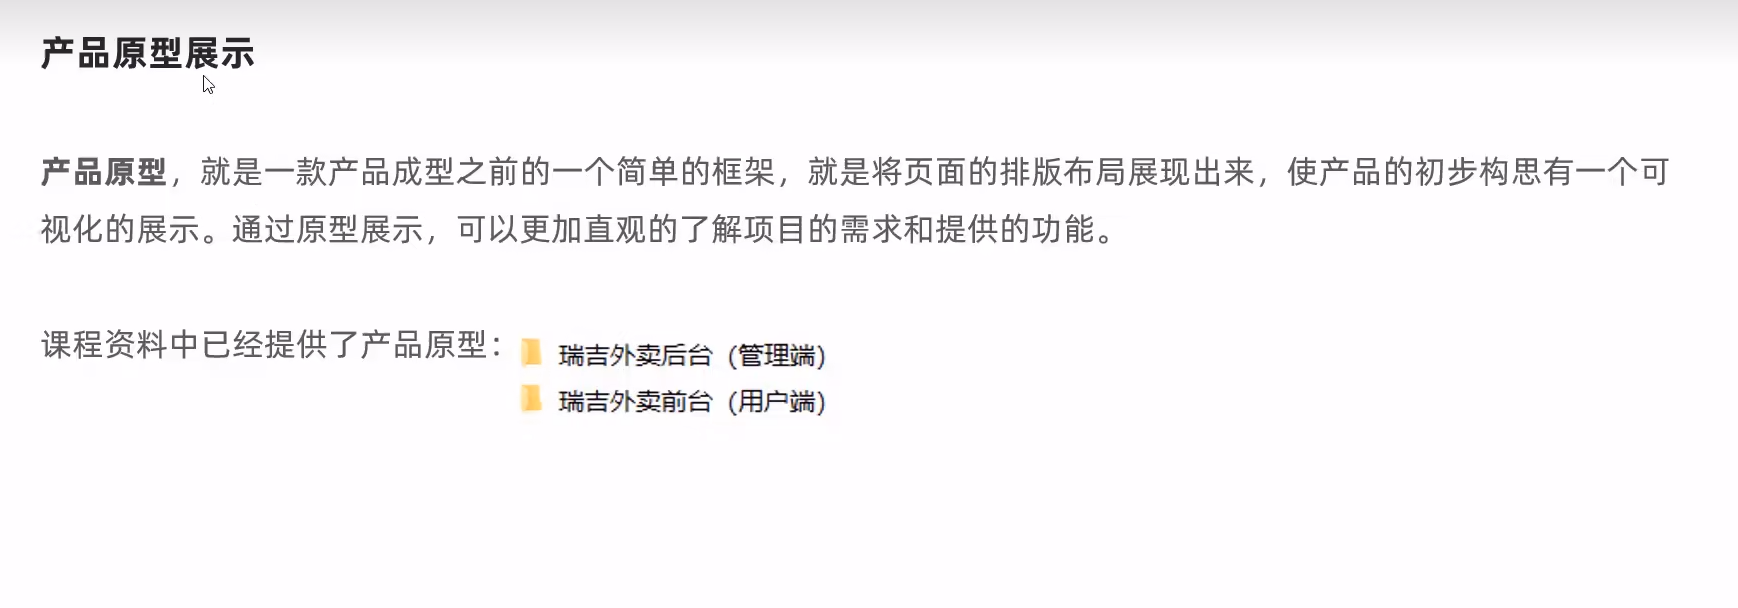 产品原型展示
产品原型，就是一款产品成型之前的一个简单的框架，就是将页面的排版布局展现出来，使产品的初步构思有一个可
视化的展示。通过原型展示，可以更加直观的了解项目的需求和提供的功能。
课程资料中已经提供了产品原型：
瑞吉外卖后台（管理端）
瑞吉外卖前台（用户端）